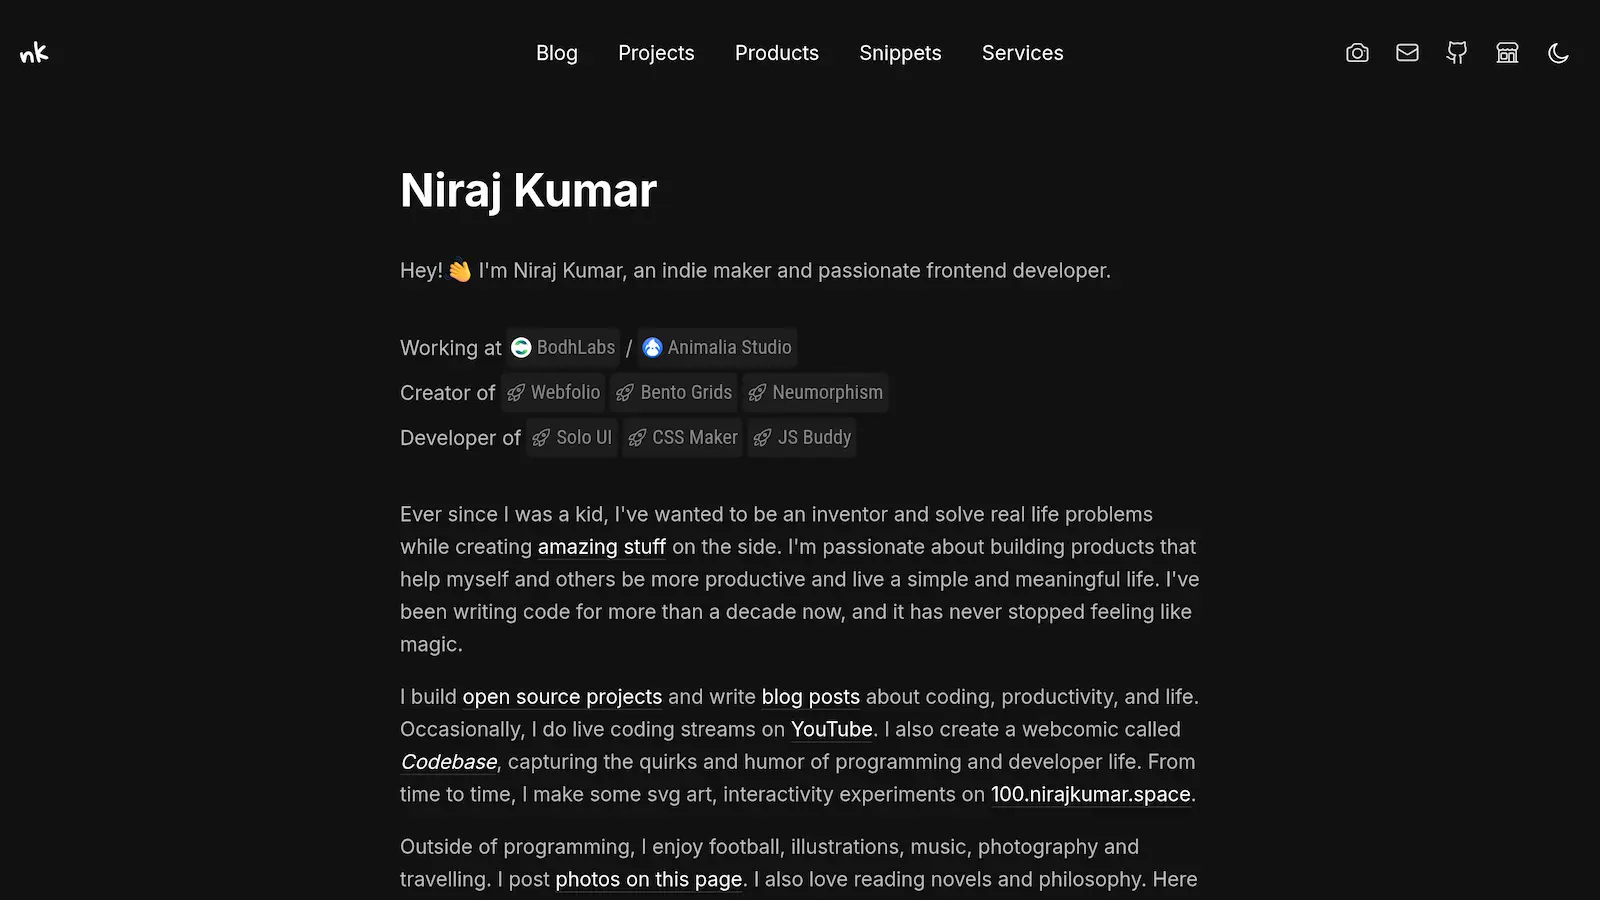 nk
Blog Projects Products Snippets Services
Niraj Kumar
Hey! 👋 I'm Niraj Kumar, an indie maker and passionate frontend developer.
Working at BodhLabs / Animalia Studio
Creator of Webfolio Bento Grids Neumorphism
Developer of Solo UI CSS Maker JS Buddy
Ever since I was a kid, I've wanted to be an inventor and solve real life problems
while creating amazing stuff on the side. I'm passionate about building products that
help myself and others be more productive and live a simple and meaningful life. I've
been writing code for more than a decade now, and it has never stopped feeling like
magic.
I build open source projects and write blog posts about coding, productivity, and life.
Occasionally, I do live coding streams on YouTube. I also create a webcomic called
Codebase, capturing the quirks and humor of programming and developer life. From
time to time, I make some svg art, interactivity experiments on 100.nirajkumar.space.
Outside of programming, I enjoy football, illustrations, music, photography and
travelling. I post photos on this page. I also love reading novels and philosophy. Here